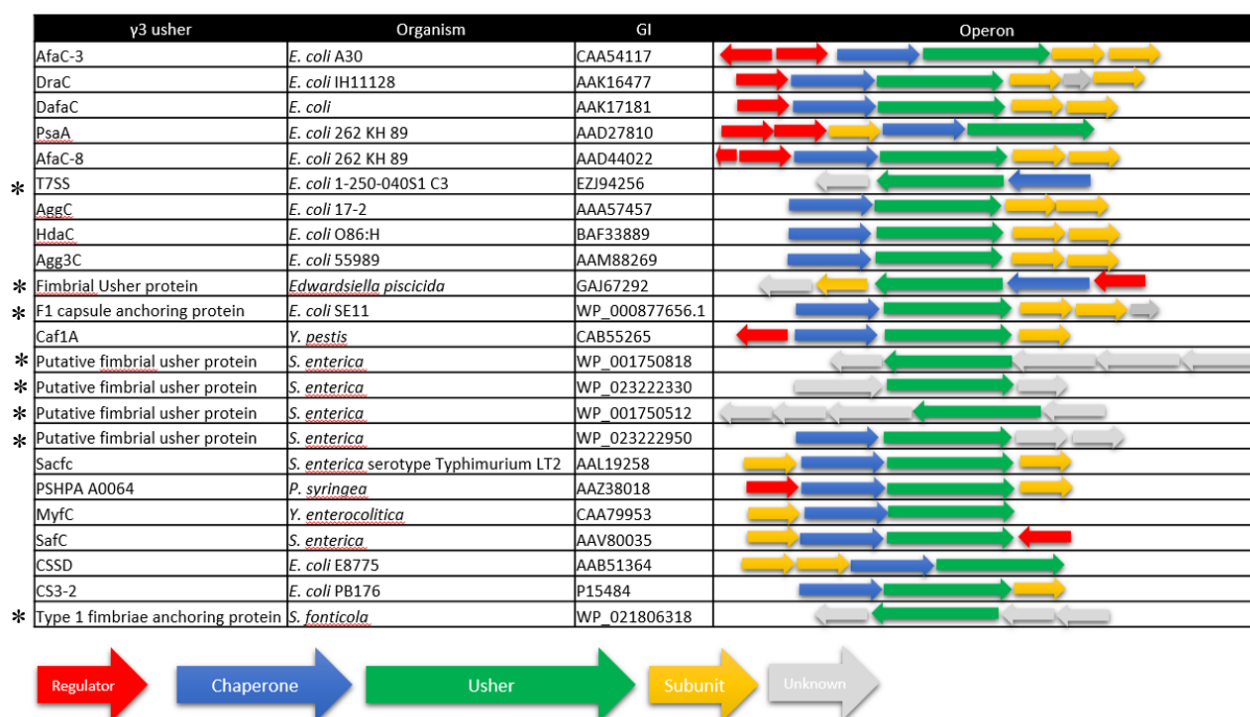 γ3 usher Organism GI Operon
AfaC-3 E. coli A30 CAA54117
DraC E. coli IH11128 AAK16477
DafaC E. coli AAK17181
PsaA E. coli 262 KH 89 AAD27810
AfaC-8 E. coli 262 KH 89 AAD44022
* T7SS E. coli 1-250-040S1 C3 EZJ94256
AggC E. coli 17-2 AAA57457
HdaC E. coli O86:H BAF33889
Agg3C E. coli 55989 AAM88269
* Fimbrial Usher protein Edwardsiella piscicida GAJ67292
* F1 capsule anchoring protein E. coli SE11 WP_000877656.1
Caf1A Y. pestis CAB55265
* Putative fimbrial usher protein S. enterica WP_001750818
* Putative fimbrial usher protein S. enterica WP_023222330
* Putative fimbrial usher protein S. enterica WP_001750512
* Putative fimbrial usher protein S. enterica WP_023222950
Sacfc S. enterica serotype Typhimurium LT2 AAL19258
PSHPA A0064 P. syringea AAZ38018
MyfC Y. enterocolitica CAA79953
SafC S. enterica AAV80035
CSSD E. coli E8775 AAB51364
CS3-2 E. coli PB176 P15484
* Type 1 fimbriae anchoring protein S. fonticola WP_021806318
Regulator Chaperone Usher Subunit Unknown